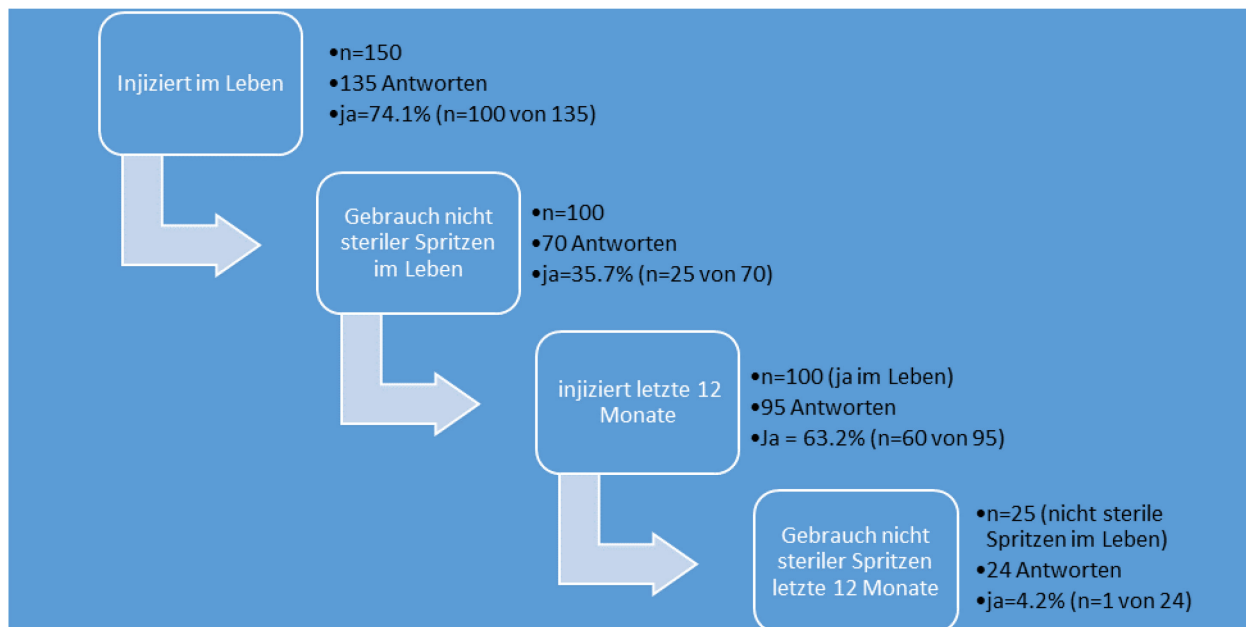 Injiziert im Leben
•n=150
•135 Antworten
•ja=74.1% (n=100 von 135)
Gebrauch nicht
steriler Spritzen
im Leben
•n=100
•70 Antworten
•ja=35.7% (n=25 von 70)
injiziert letzte 12
Monate
•n=100 (ja im Leben)
•95 Antworten
•Ja = 63.2% (n=60 von 95)
Gebrauch nicht
steriler Spritzen
letzte 12 Monate
•n=25 (nicht sterile
Spritzen im Leben)
•24 Antworten
•ja=4.2% (n=1 von 24)